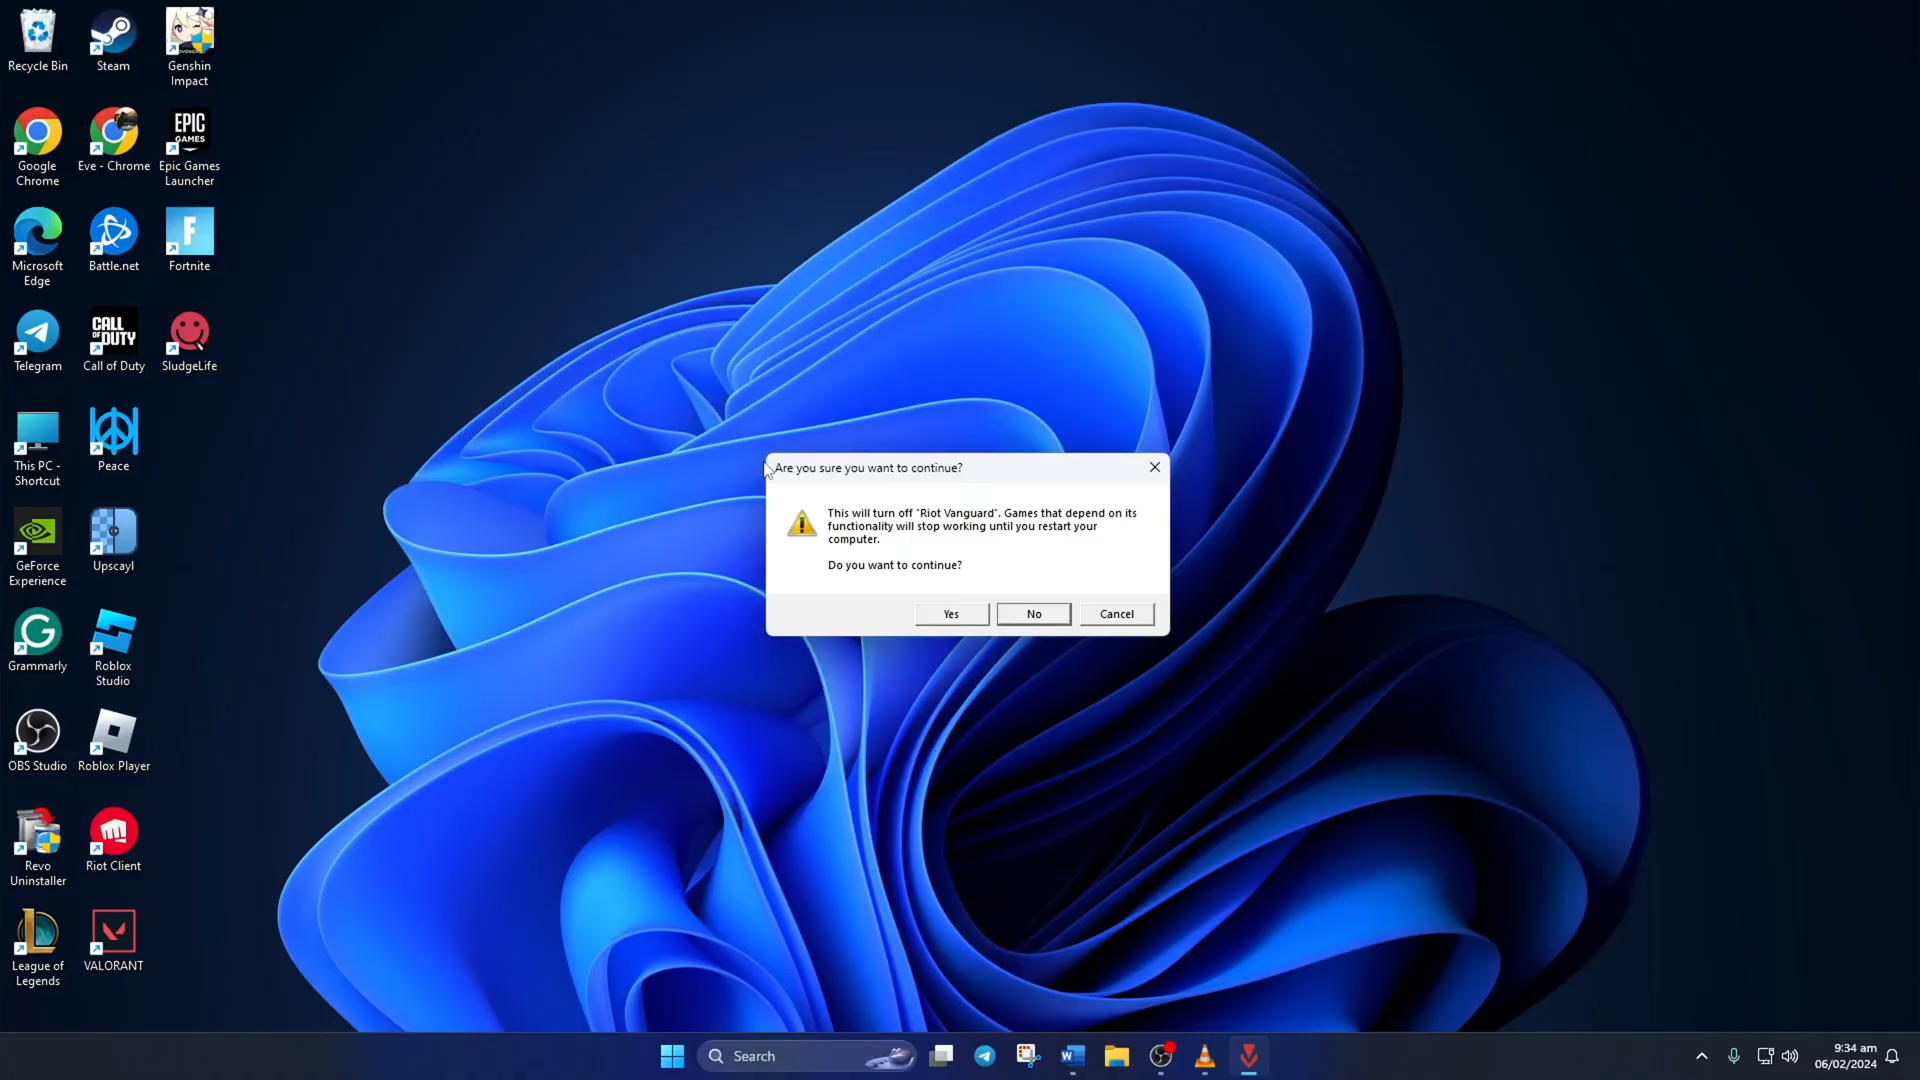 Recycle Bin
Steam
Genshin
Impact
Google
Chrome
Eve - Chrome
EPIC
GAMES
Epic Games
Launcher
Microsoft
Edge
Battle.net
F
Fortnite
Telegram
CALL
OF DUTY
Call of Duty
SludgeLife
This PC -
Shortcut
Peace
GeForce
Experience
Upscayl
Grammarly
Roblox
Studio
OBS Studio
Roblox Player
Revo
Uninstaller
Riot Client
League of
Legends
VALORANT
Are you sure you want to continue?
This will turn off "Riot Vanguard". Games that depend on its
functionality will stop working until you restart your
computer.
Do you want to continue?
Yes
No
Cancel
Search
9:34 am
06/02/2024